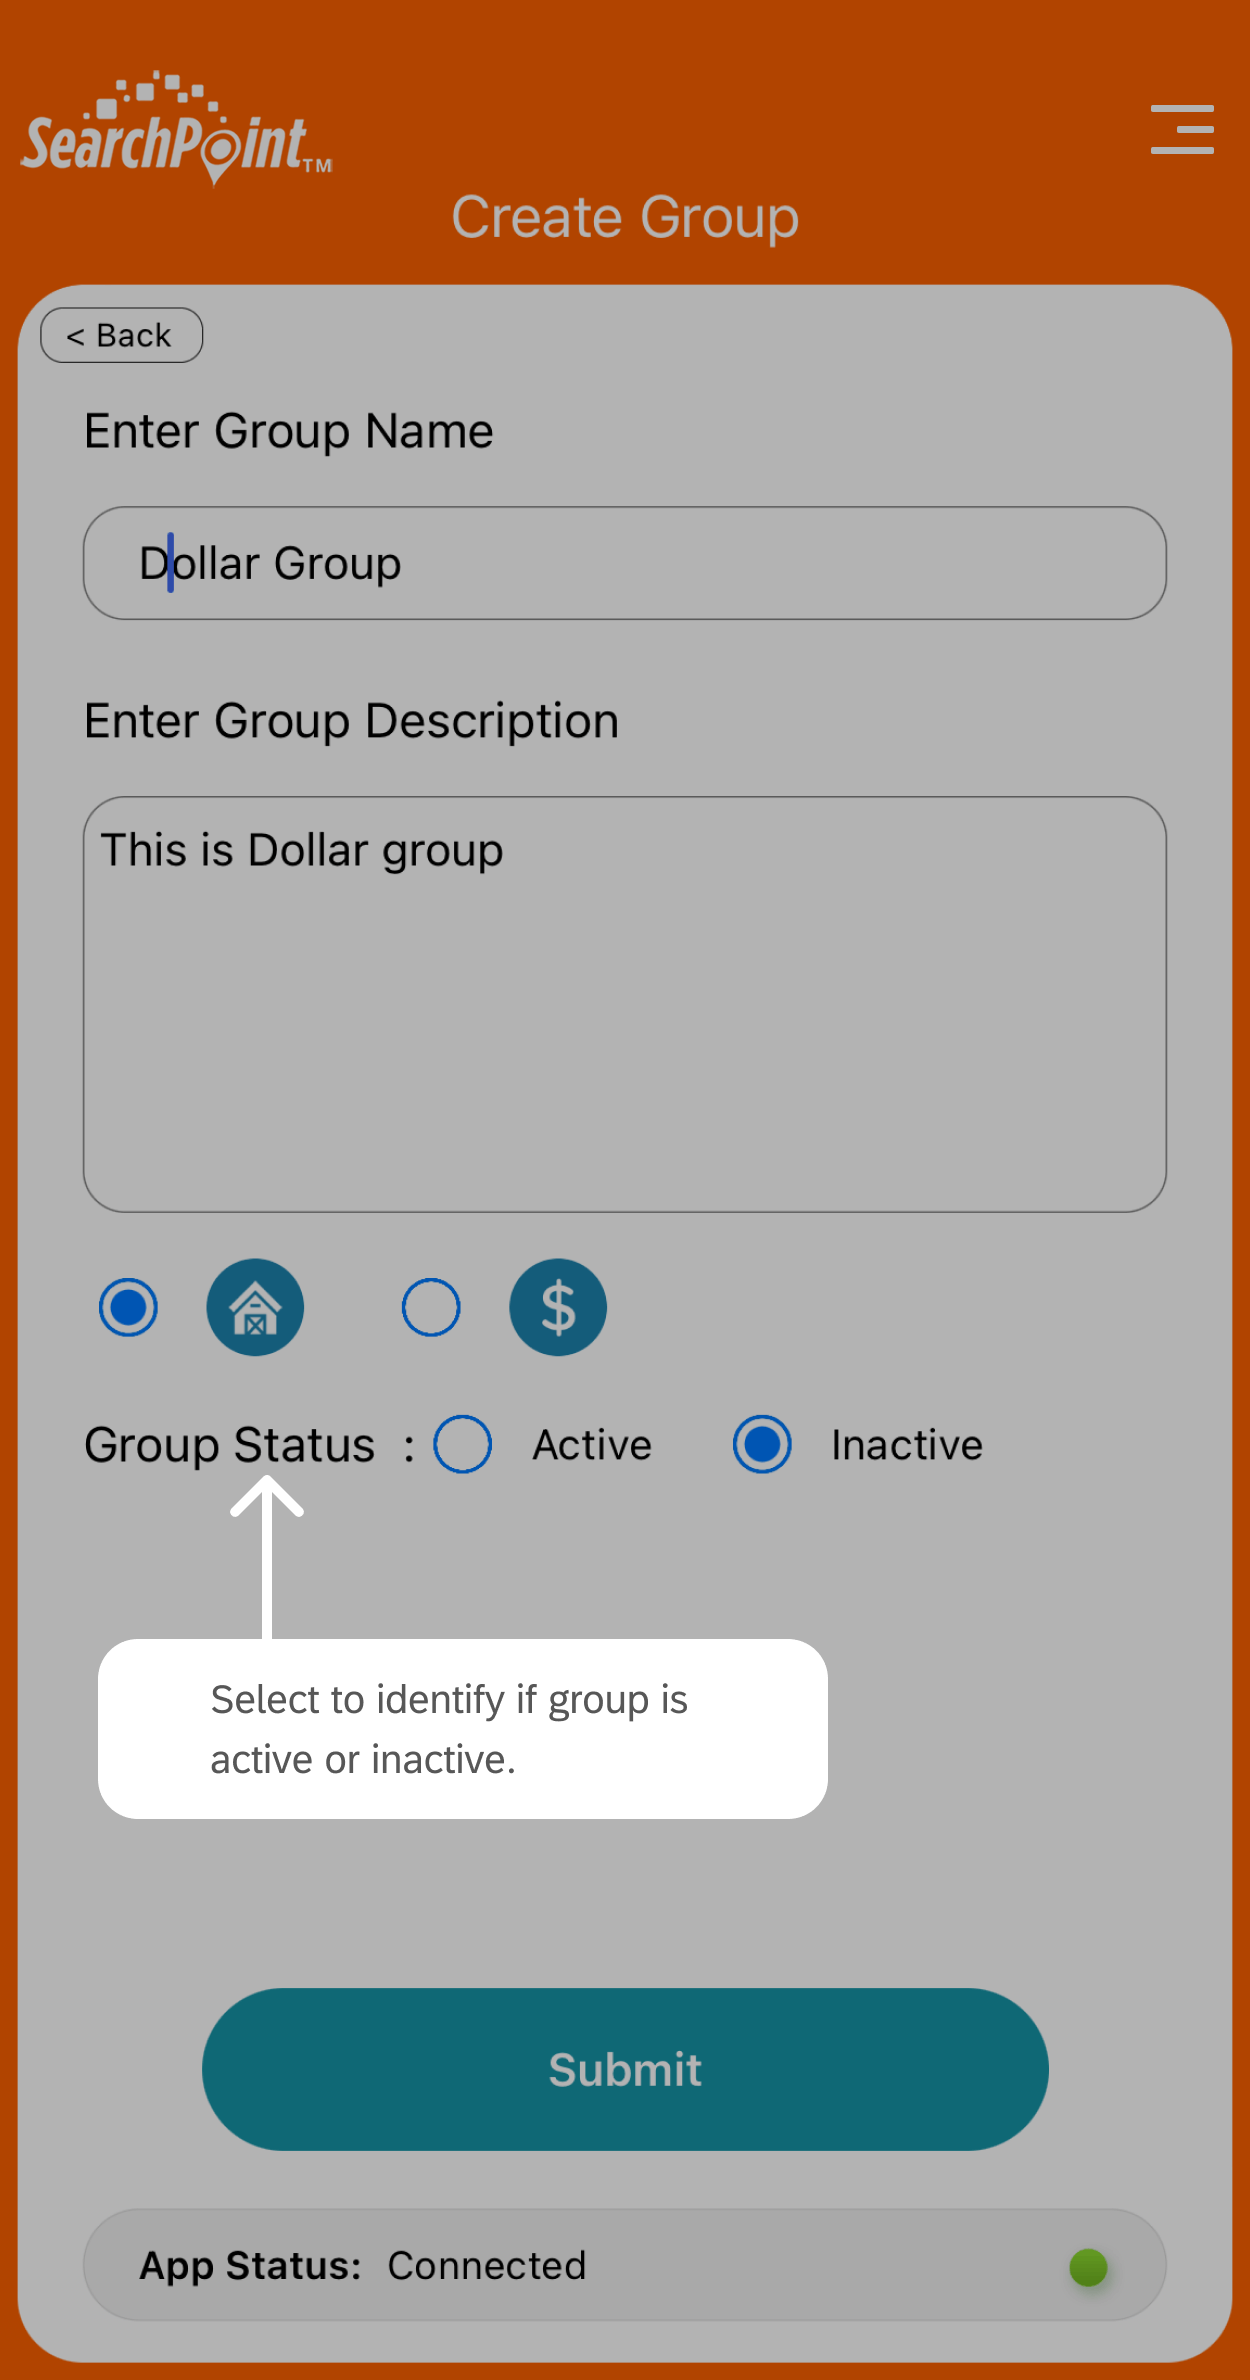 SearchPoint™
Create Group
< Back
Enter Group Name
Dollar Group
Enter Group Description
This is Dollar group
$
Group Status : Active Inactive
Select to identify if group is
active or inactive.
Submit
App Status: Connected